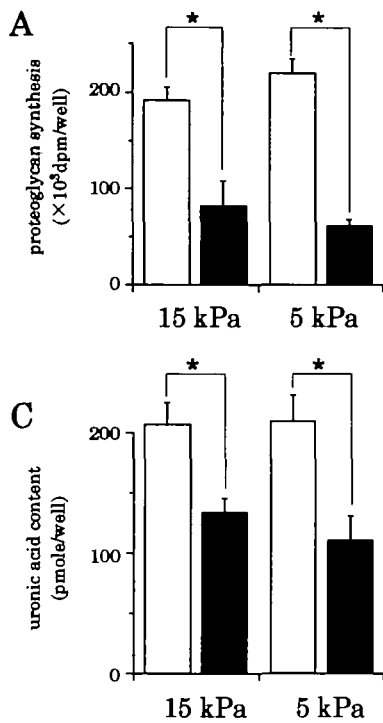 A
proteoglycan synthesis
(×10³dpm/well)
200
100
0
*
*
15 kPa
5 kPa
C
uronic acid content
(pmole/well)
200
100
0
*
*
15 kPa
5 kPa